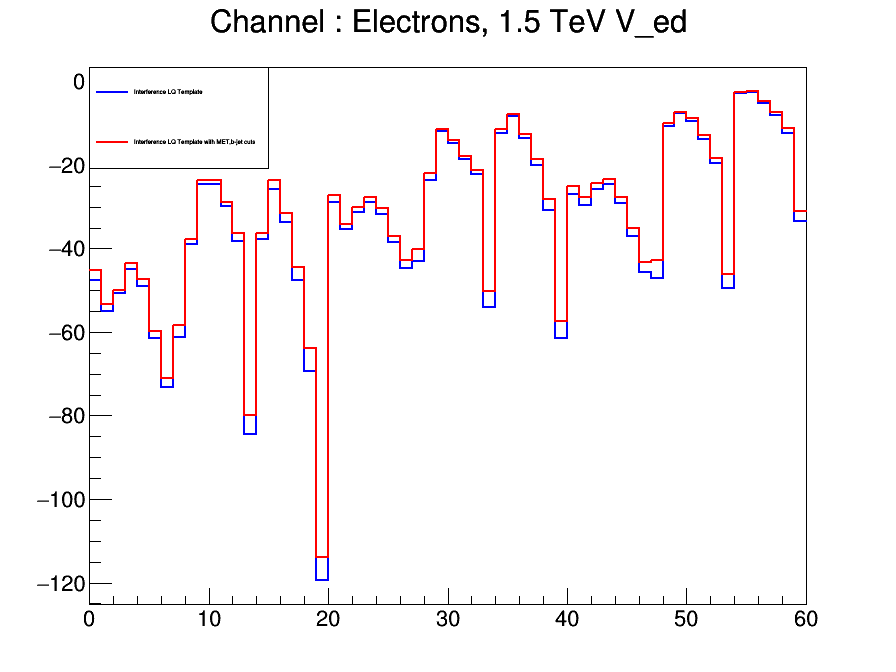 Channel : Electrons, 1.5 TeV V_ed
Interference LQ Template
Interference LQ Template with MET,b-jet cuts
0
−20
−40
−60
−80
−100
−120
0 10 20 30 40 50 60